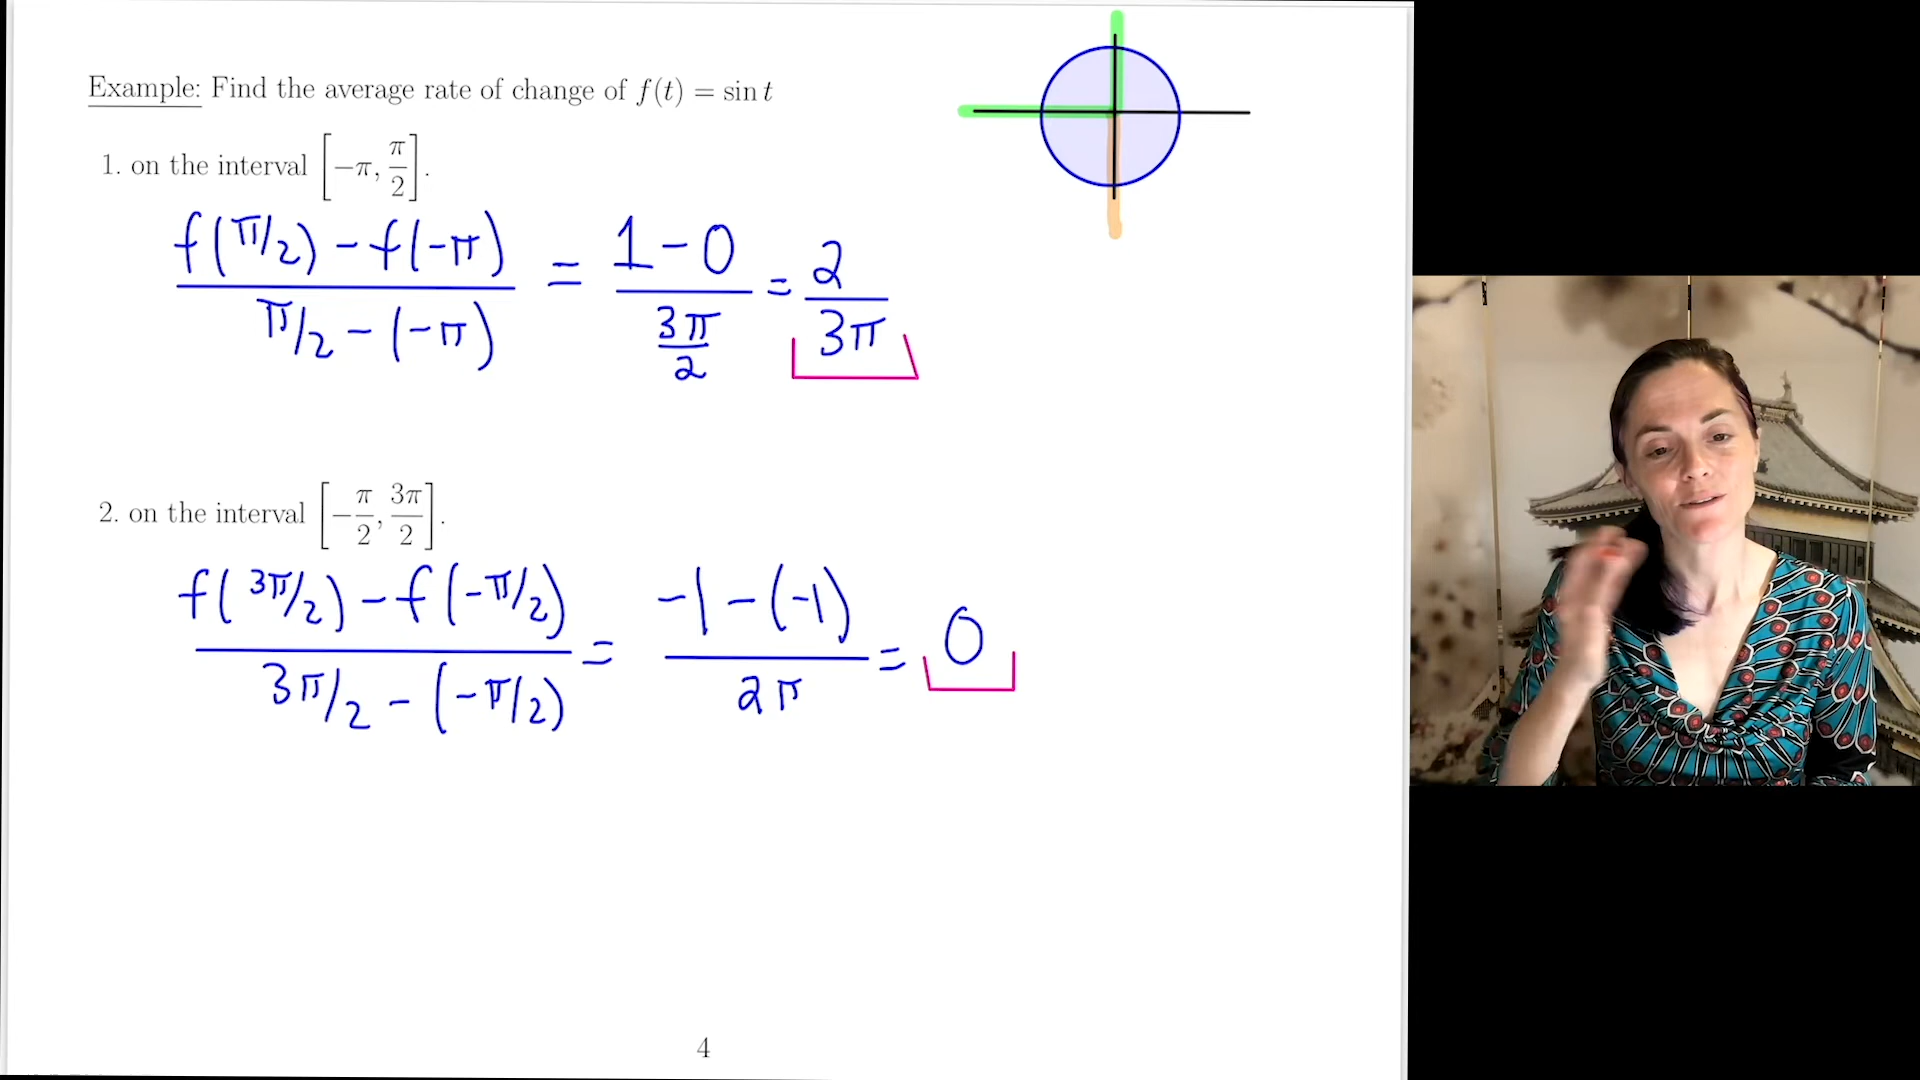 Example: Find the average rate of change of f(t) = sin t
1. on the interval [−π, π/2].
f(π/2) − f(−π) / π/2 − (−π) = 1 − 0 / 3π/2 = 2 / 3π
2. on the interval [−π/2, 3π/2].
f(3π/2) − f(−π/2) / 3π/2 − (−π/2) = −1 − (−1) / 2π = 0
4